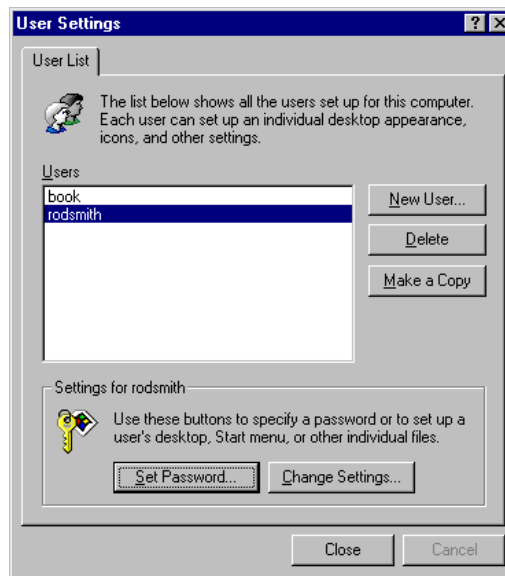 User Settings
User List
The list below shows all the users set up for this computer.
Each user can set up an individual desktop appearance,
icons, and other settings.
Users
book
rodsmith
New User...
Delete
Make a Copy
Settings for rodsmith
Use these buttons to specify a password or to set up a
user's desktop, Start menu, or other individual files.
Set Password...
Change Settings...
Close
Cancel